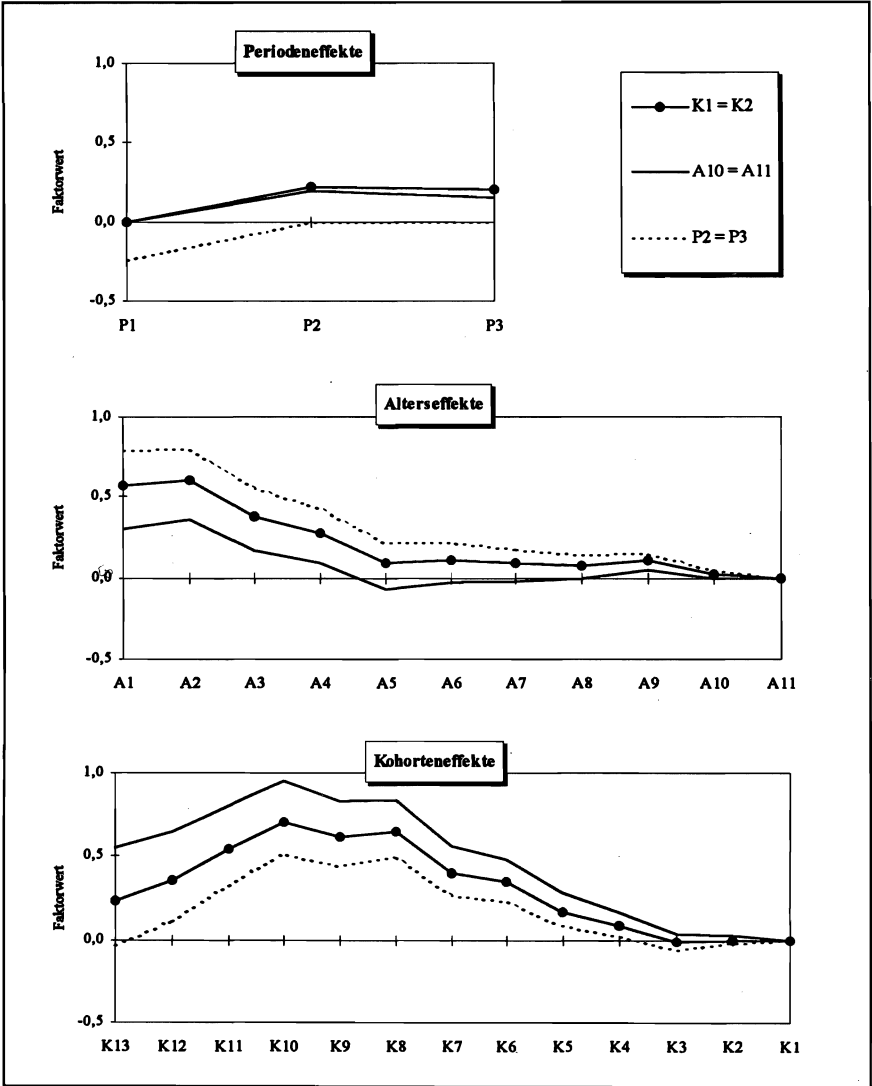 Periodeneffekte
1,0
0,5
0,0
-0,5
Faktorwert
P1 P2 P3
K1 = K2
A10 = A11
P2 = P3
Alterseffekte
1,0
0,5
0,0
-0,5
Faktorwert
A1 A2 A3 A4 A5 A6 A7 A8 A9 A10 A11
Kohorteneffekte
1,0
0,5
0,0
-0,5
Faktorwert
K13 K12 K11 K10 K9 K8 K7 K6 K5 K4 K3 K2 K1